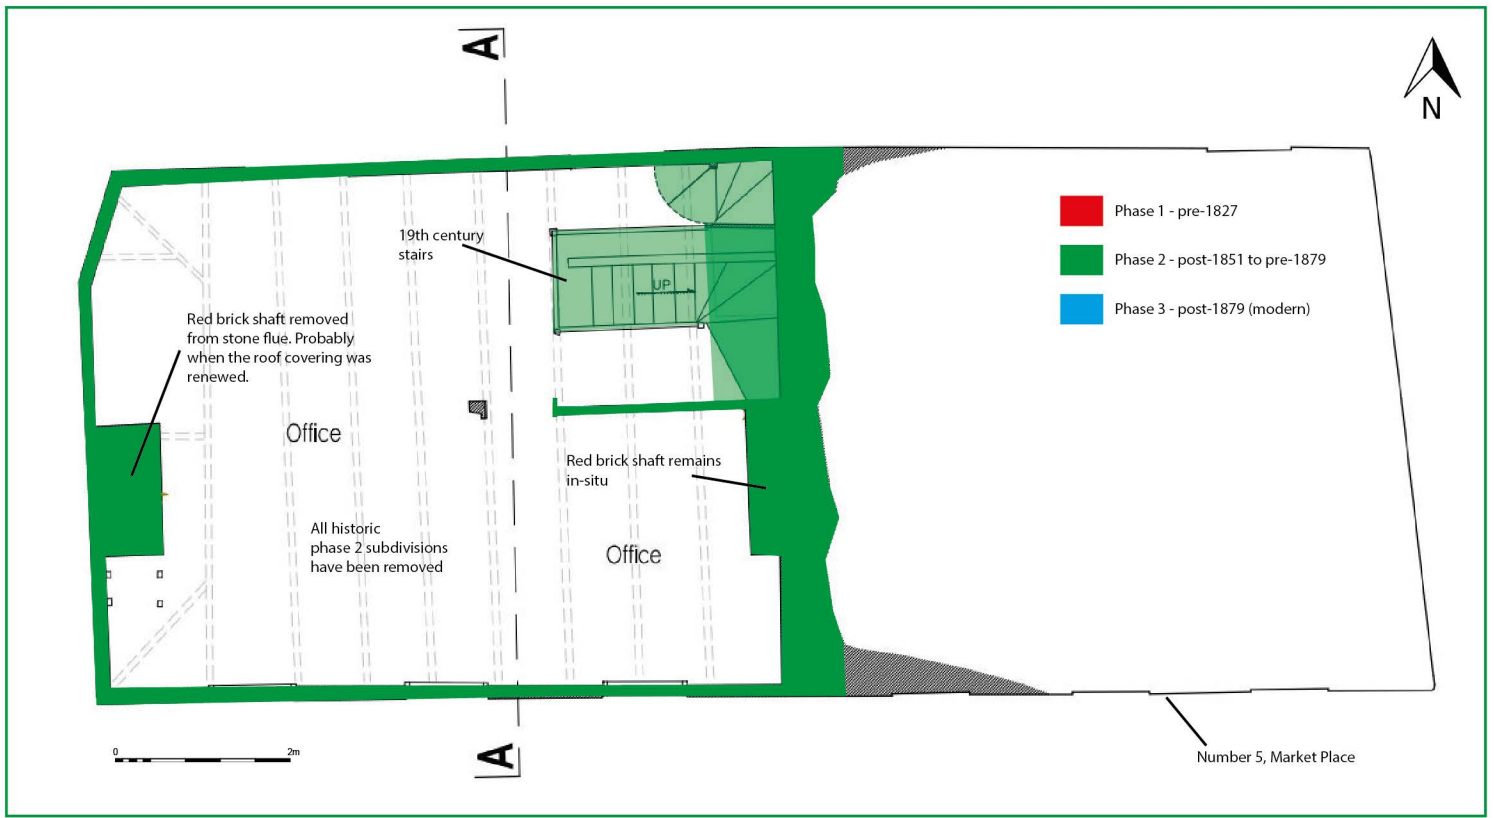 A
N
Phase 1 - pre-1827
Phase 2 - post-1851 to pre-1879
Phase 3 - post-1879 (modern)
19th century
stairs
UP
Red brick shaft removed
from stone flue. Probably
when the roof covering was
renewed.
Office
Red brick shaft remains
in-situ
All historic
phase 2 subdivisions
have been removed
Office
0 2m
A
Number 5, Market Place